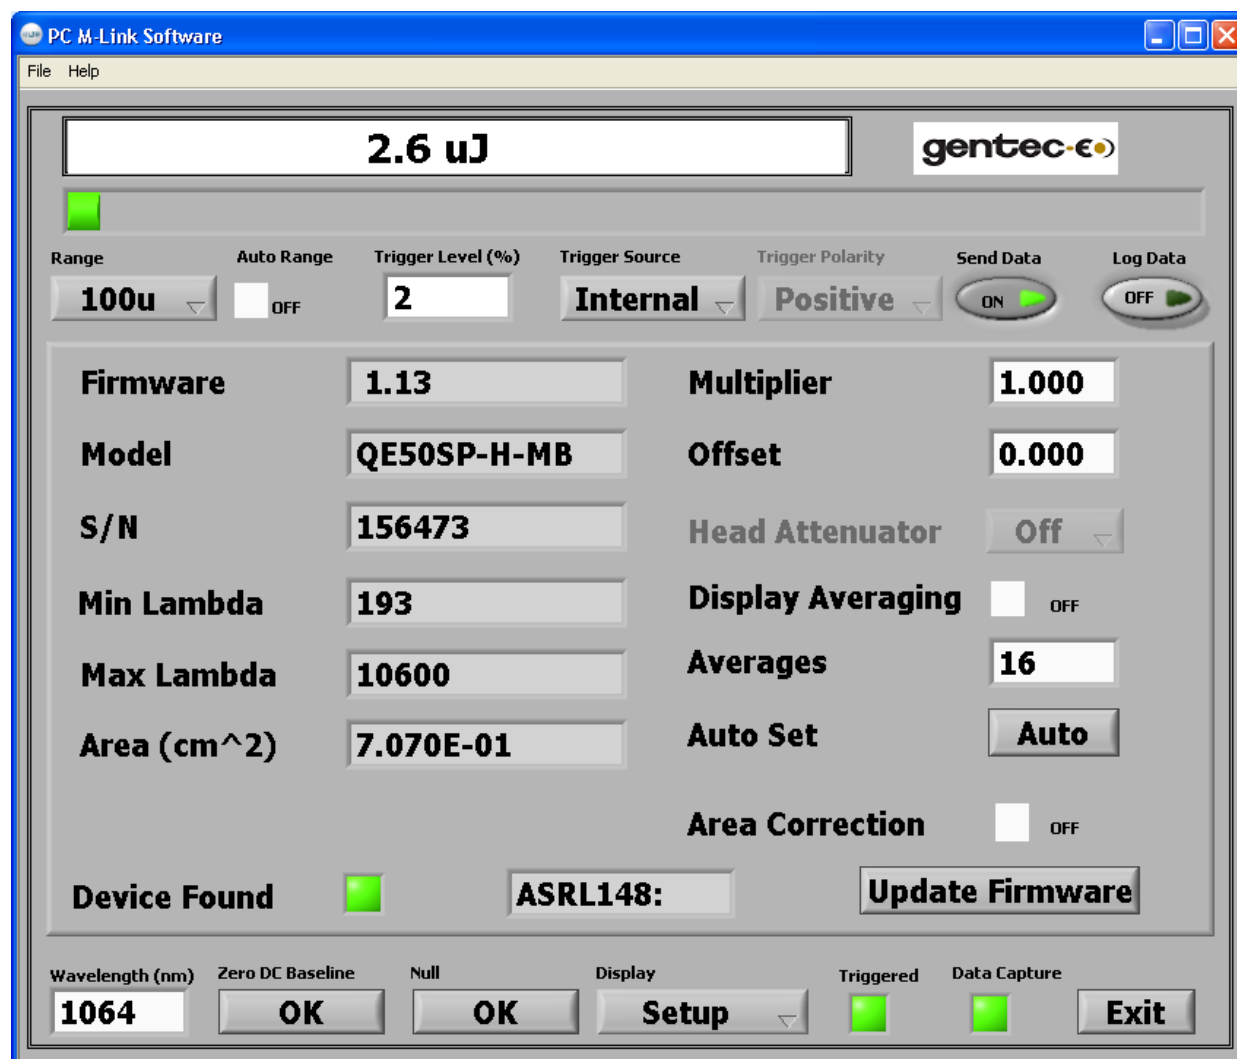 PC M-Link Software
File Help
2.6 uJ
gentec-eo
Range Auto Range Trigger Level (%) Trigger Source Trigger Polarity Send Data Log Data
100u OFF 2 Internal Positive ON OFF
Firmware 1.13 Multiplier 1.000
Model QE50SP-H-MB Offset 0.000
S/N 156473 Head Attenuator Off
Min Lambda 193 Display Averaging OFF
Max Lambda 10600 Averages 16
Area (cm^2) 7.070E-01 Auto Set Auto
Area Correction OFF
Device Found ASRL148: Update Firmware
Wavelength (nm) Zero DC Baseline Null Display Triggered Data Capture
1064 OK OK Setup Exit